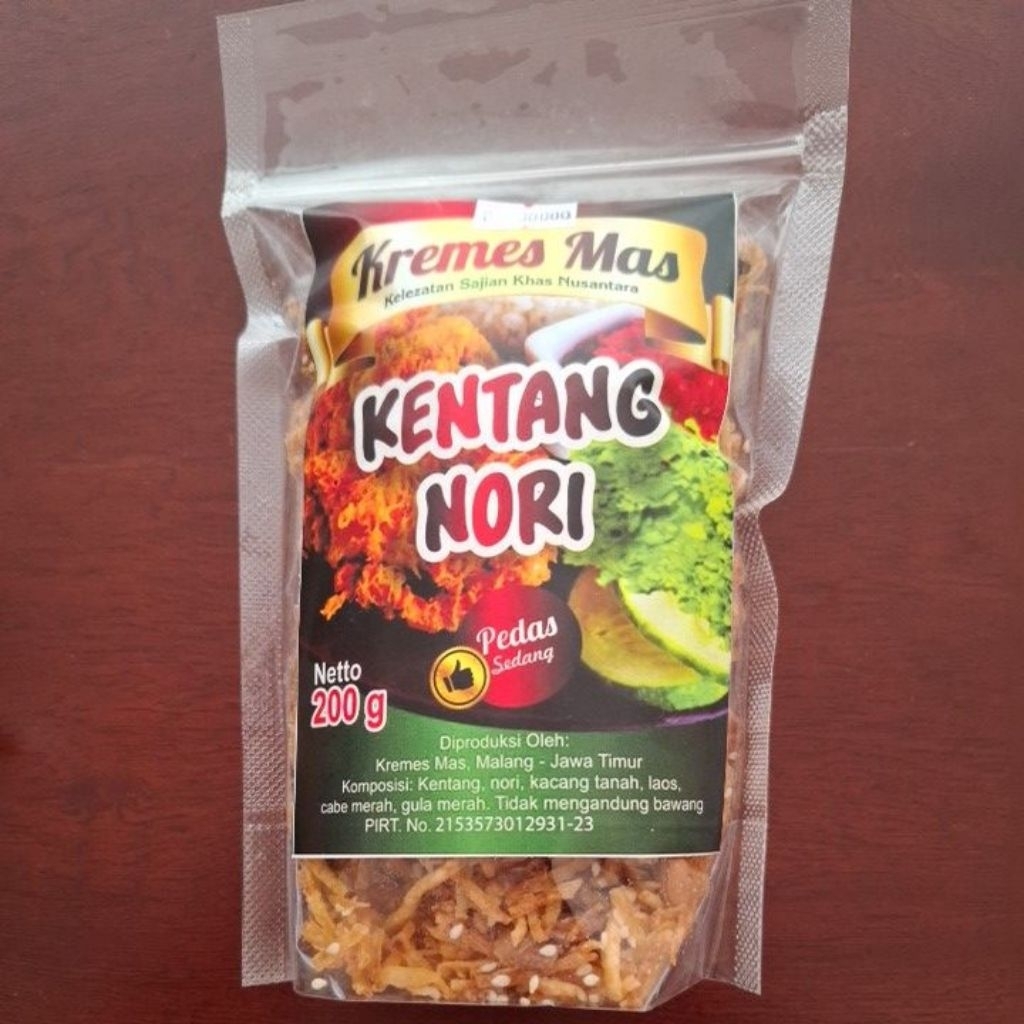 Kremes Mas
Kelezatan Sajian Khas Nusantara
KENTANG
NORI
Pedas
Sedang
Netto
200 g
Diproduksi Oleh:
Kremes Mas, Malang - Jawa Timur
Komposisi: Kentang, nori, kacang tanah, laos,
cabe merah, gula merah. Tidak mengandung bawang
PIRT. No. 2153573012931-23